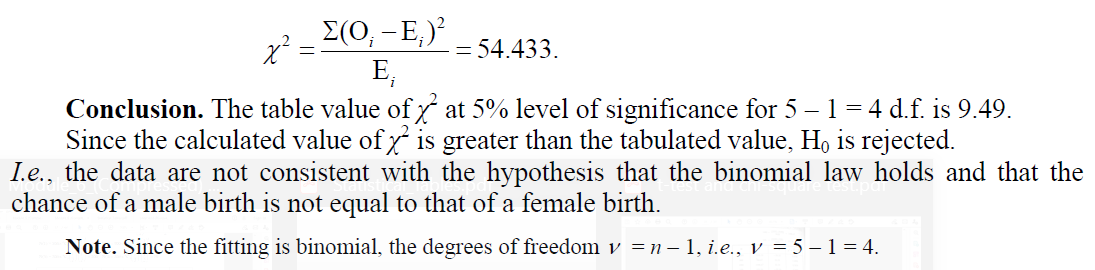 χ² = Σ(Oᵢ – Eᵢ)² / Eᵢ = 54.433.
Conclusion. The table value of χ² at 5% level of significance for 5 – 1 = 4 d.f. is 9.49.
Since the calculated value of χ² is greater than the tabulated value, H₀ is rejected.
I.e., the data are not consistent with the hypothesis that the binomial law holds and that the
chance of a male birth is not equal to that of a female birth.
Note. Since the fitting is binomial, the degrees of freedom ν = n – 1, i.e., ν = 5 – 1 = 4.